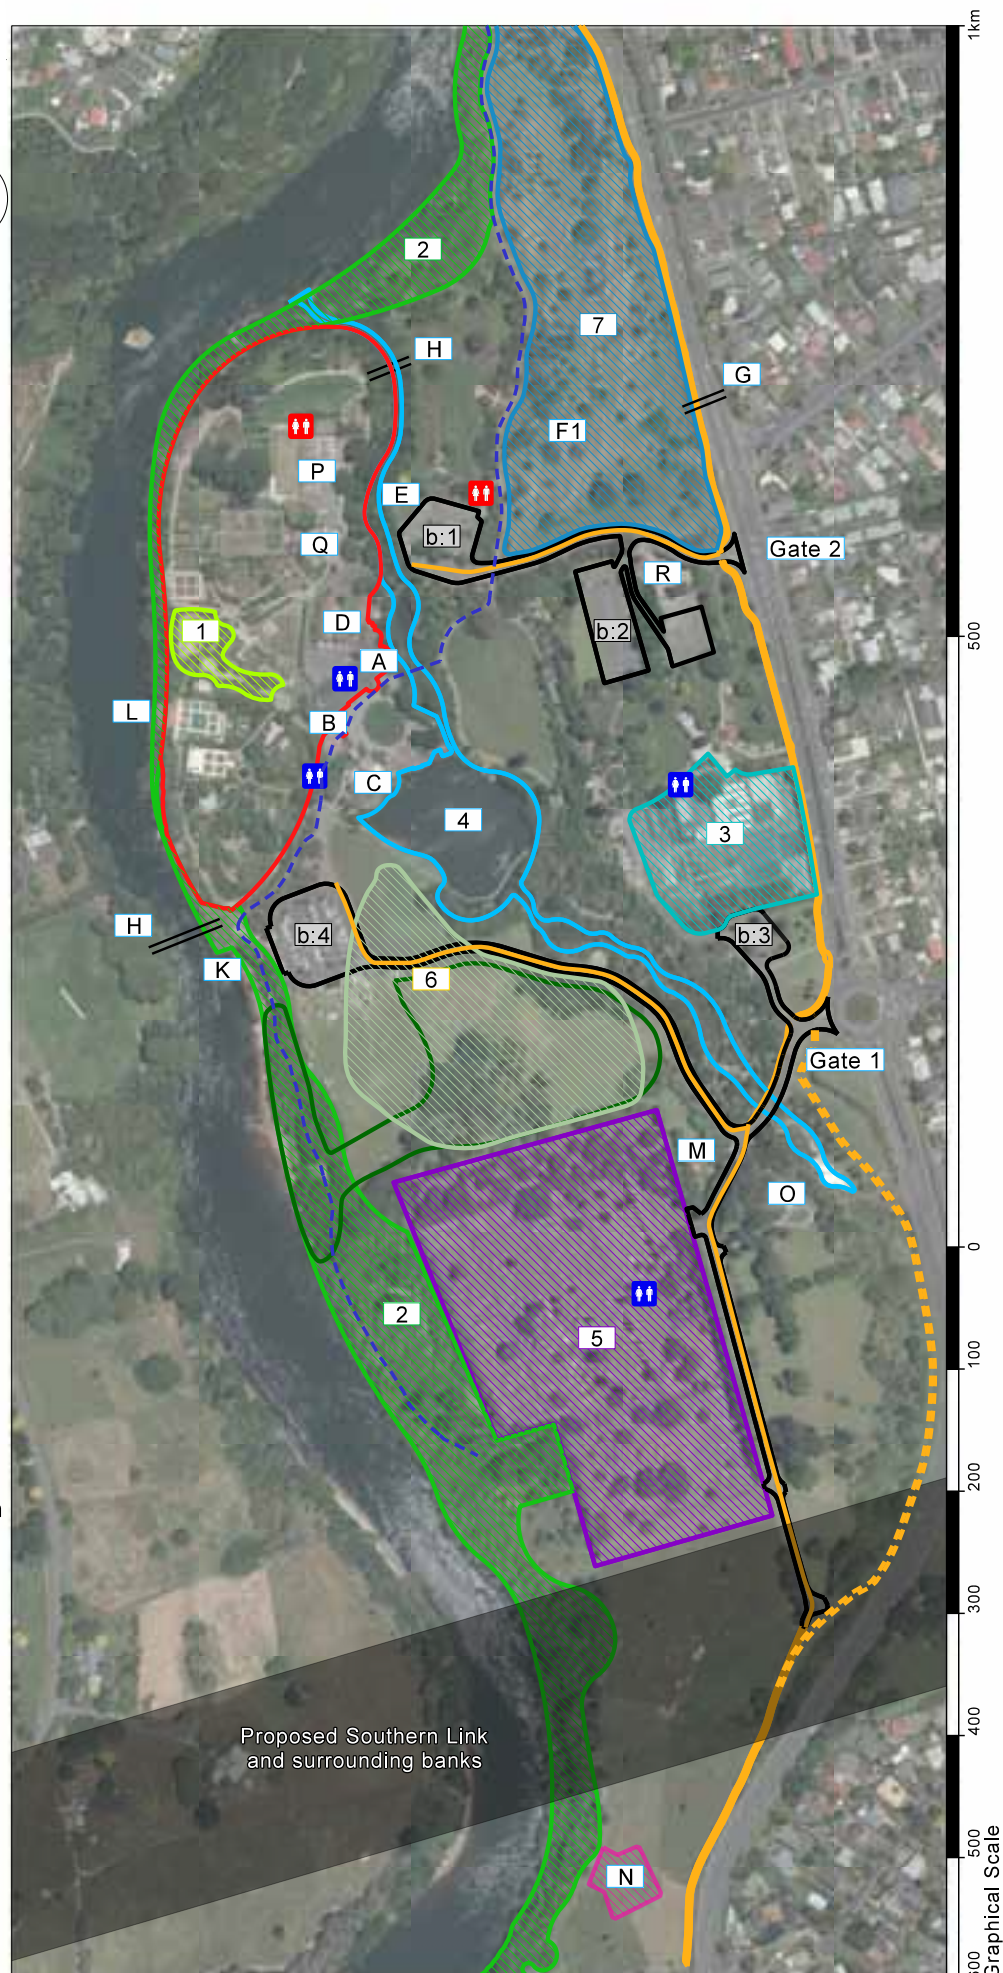 1km
2
7
H
G
F1
P
E
b:1
Q
Gate 2
R
D
1
b:2
A
L
B
C
4
3
H
b:4
b:3
K
6
Gate 1
M
O
500
0
2
5
100
200
300
Proposed Southern Link
and surrounding banks
400
500
N
Graphical Scale